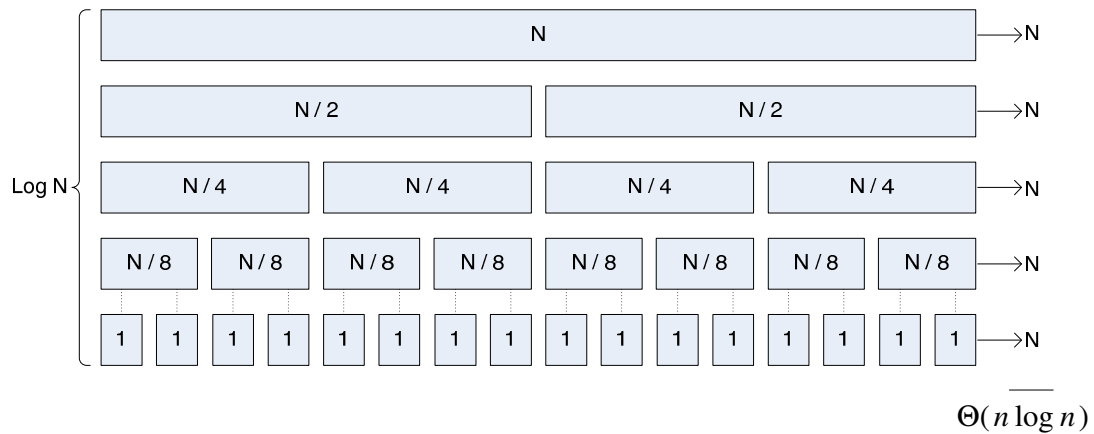 N N
N / 2 N / 2 N
Log N N / 4 N / 4 N / 4 N / 4 N
N / 8 N / 8 N / 8 N / 8 N / 8 N / 8 N / 8 N / 8 N
1 1 1 1 1 1 1 1 1 1 1 1 1 1 1 1 N
Θ(n log n)